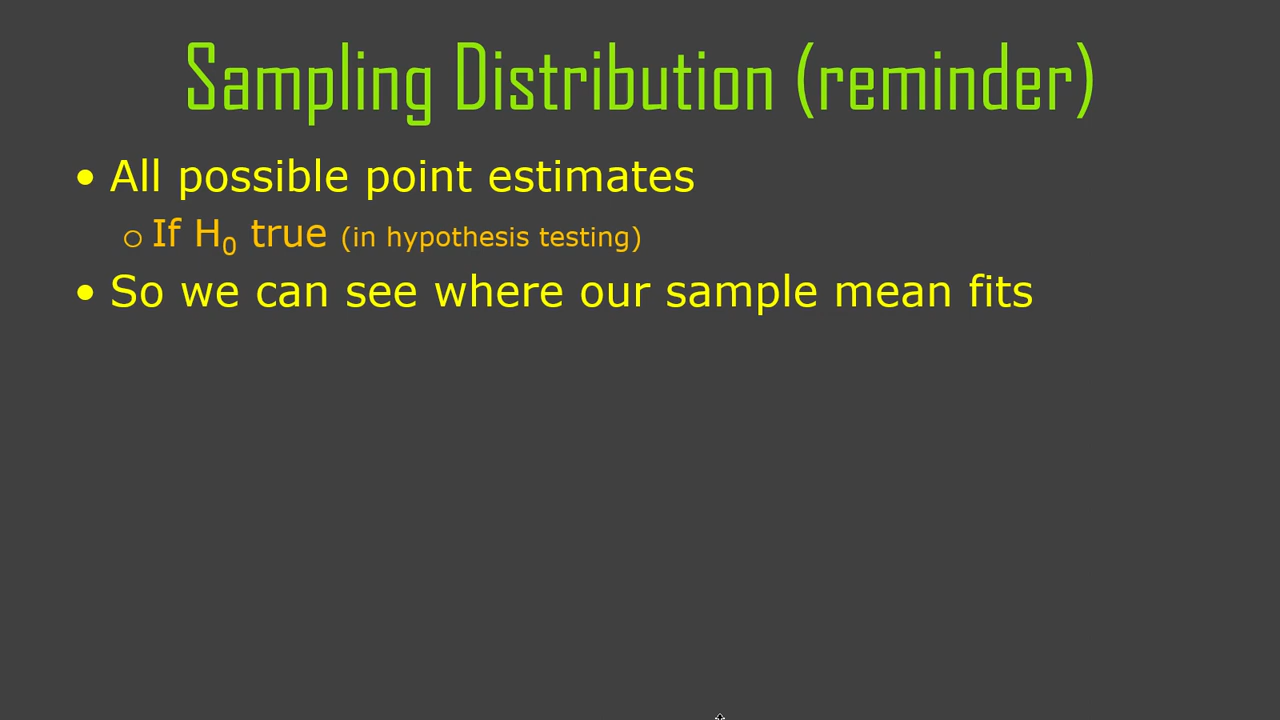 Sampling Distribution (reminder)
• All possible point estimates
o If H₀ true (in hypothesis testing)
• So we can see where our sample mean fits